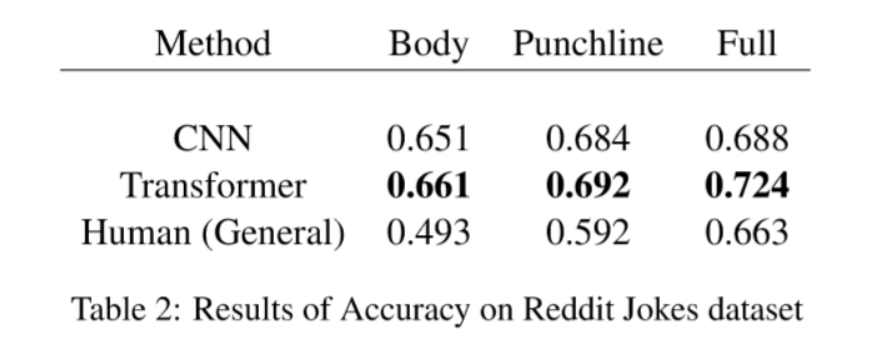 Method Body Punchline Full
CNN 0.651 0.684 0.688
Transformer 0.661 0.692 0.724
Human (General) 0.493 0.592 0.663
Table 2: Results of Accuracy on Reddit Jokes dataset